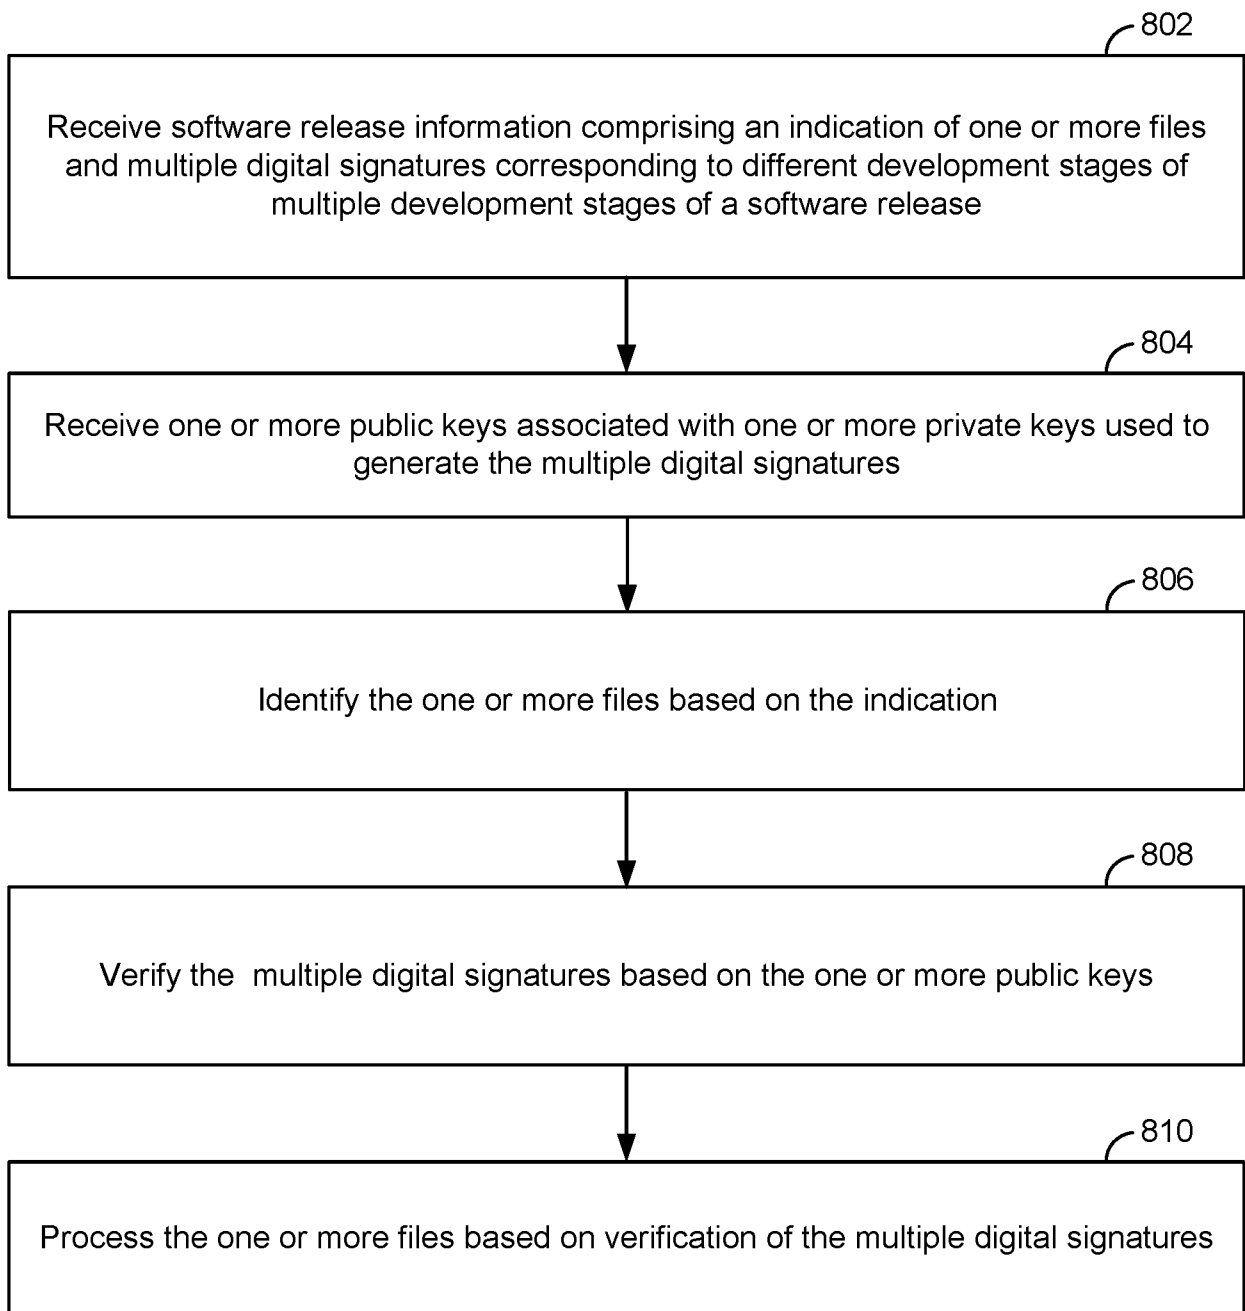 802
Receive software release information comprising an indication of one or more files
and multiple digital signatures corresponding to different development stages of
multiple development stages of a software release
804
Receive one or more public keys associated with one or more private keys used to
generate the multiple digital signatures
806
Identify the one or more files based on the indication
808
Verify the  multiple digital signatures based on the one or more public keys
810
Process the one or more files based on verification of the multiple digital signatures